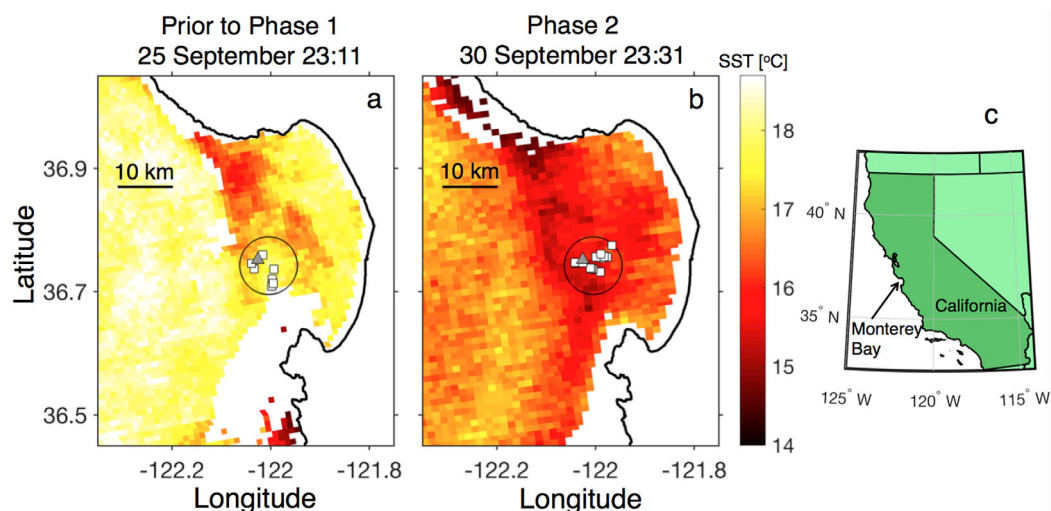 Prior to Phase 1
25 September 23:11
Phase 2
30 September 23:31
SST [°C]
a
b
c
10 km
10 km
Latitude
36.9
36.7
36.5
-122.2
-122
-121.8
Longitude
-122.2
-122
-121.8
Longitude
18
17
16
15
14
40° N
35° N
California
Monterey
Bay
125° W
120° W
115° W